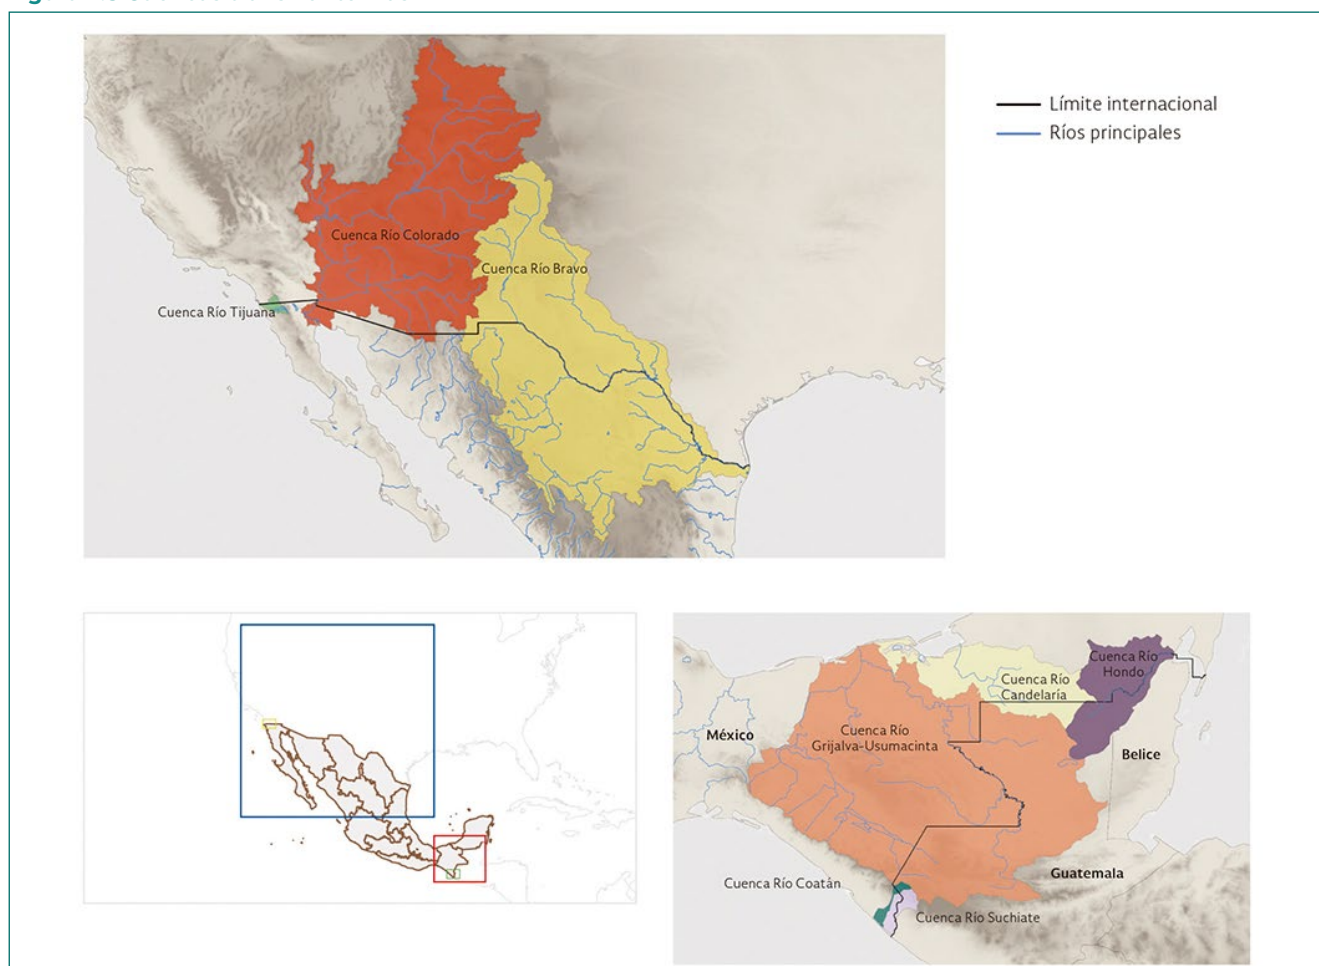 Límite internacional
Ríos principales
Cuenca Río Colorado
Cuenca Río Bravo
Cuenca Río Tijuana
Cuenca Río
Hondo
Cuenca Río
Candelaría
Cuenca Río
Grijalva-Usumacinta
México
Belice
Guatemala
Cuenca Río Coatán
Cuenca Río Suchiate